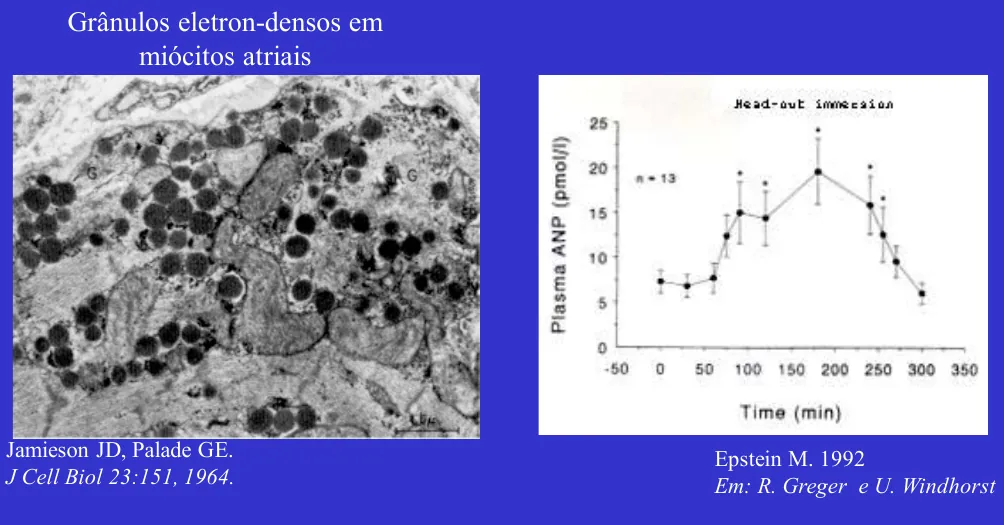 Grânulos eletron-densos em
miócitos atriais
G
G
Jamieson JD, Palade GE.
J Cell Biol 23:151, 1964.
Head-out immersion
Plasma ANP (pmol/l)
25
20
15
10
5
0
n = 13
* * * * *
-50 0 50 100 150 200 250 300 350
Time (min)
Epstein M. 1992
Em: R. Greger e U. Windhorst